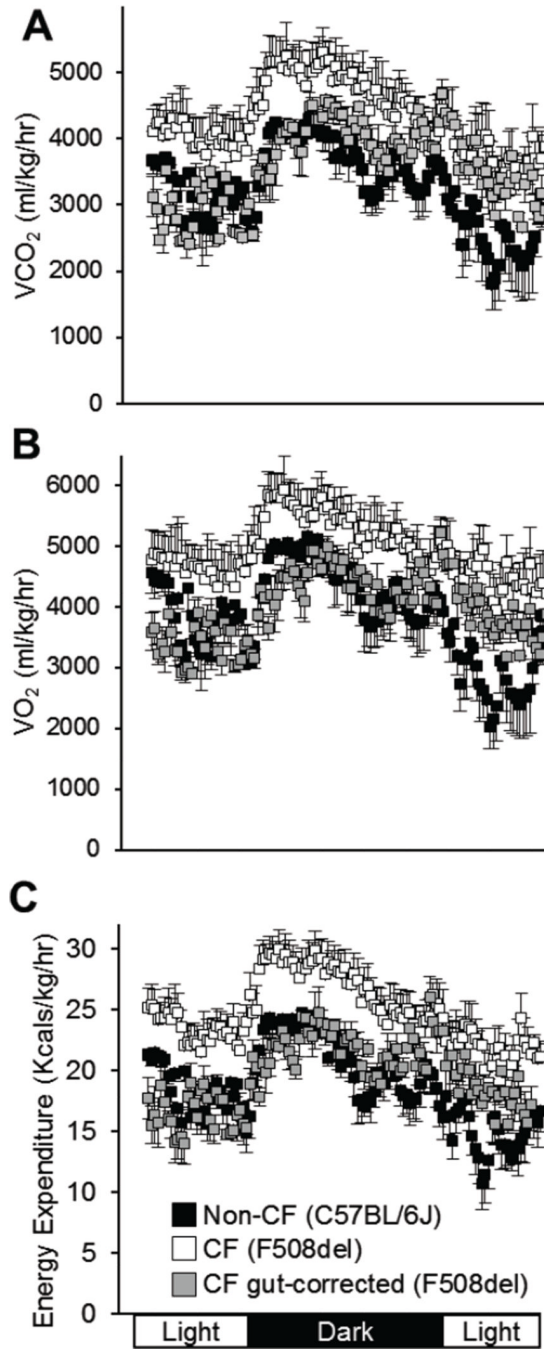 A
VCO₂ (ml/kg/hr)
5000
4000
3000
2000
1000
0
B
VO₂ (ml/kg/hr)
6000
5000
4000
3000
2000
1000
0
C
Energy Expenditure (Kcals/kg/hr)
30
25
20
15
10
5
0
Non-CF (C57BL/6J)
CF (F508del)
CF gut-corrected (F508del)
Light Dark Light